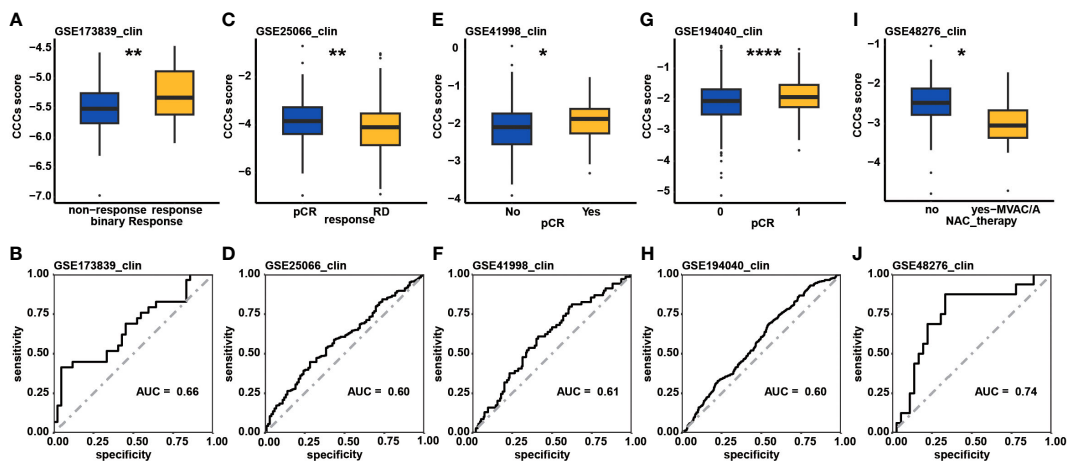 A
GSE173839_clin
**
CCCs score
−4.5
−5.0
−5.5
−6.0
−6.5
−7.0
non−response response
binary Response
C
GSE25066_clin
**
CCCs score
−2
−4
−6
pCR RD
response
E
GSE41998_clin
*
CCCs score
0
−1
−2
−3
−4
No Yes
pCR
G
GSE194040_clin
****
CCCs score
−1
−2
−3
−4
−5
0 1
pCR
I
GSE48276_clin
*
CCCs score
−1
−2
−3
−4
no yes−MVAC/A
NAC_therapy
B
GSE173839_clin
sensitivity
1.00
0.75
0.50
0.25
0.00
AUC = 0.66
0.00 0.25 0.50 0.75 1.00
specificity
D
GSE25066_clin
sensitivity
1.00
0.75
0.50
0.25
0.00
AUC = 0.60
0.00 0.25 0.50 0.75 1.00
specificity
F
GSE41998_clin
sensitivity
1.00
0.75
0.50
0.25
0.00
AUC = 0.61
0.00 0.25 0.50 0.75 1.00
specificity
H
GSE194040_clin
sensitivity
1.00
0.75
0.50
0.25
0.00
AUC = 0.60
0.00 0.25 0.50 0.75 1.00
specificity
J
GSE48276_clin
sensitivity
1.00
0.75
0.50
0.25
0.00
AUC = 0.74
0.00 0.25 0.50 0.75 1.00
specificity